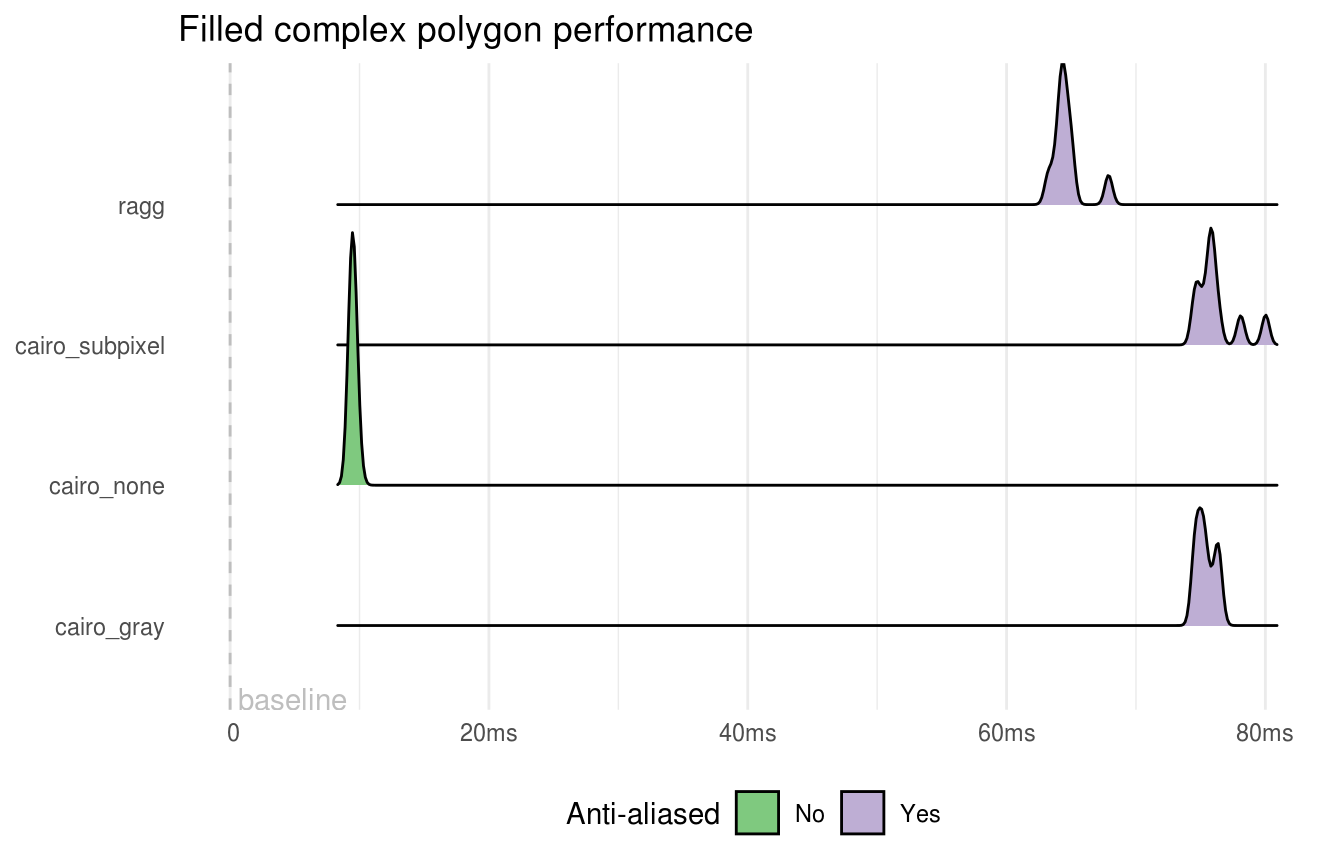 Filled complex polygon performance
ragg
cairo_subpixel
cairo_none
cairo_gray
baseline
0 20ms 40ms 60ms 80ms
Anti-aliased No Yes